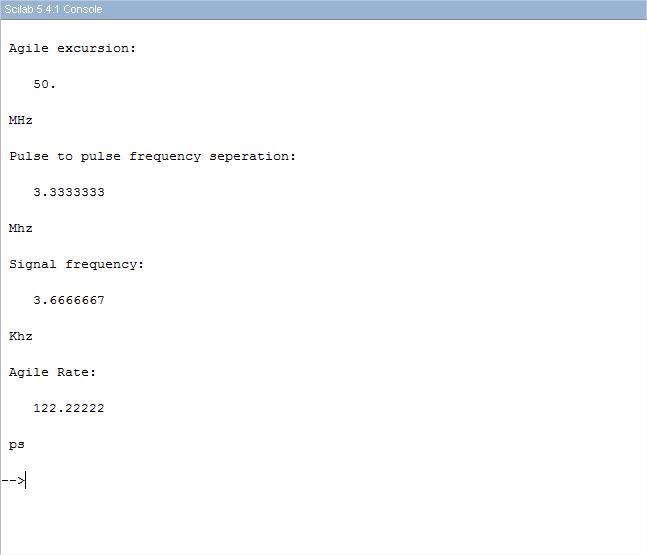 Scilab 5.4.1 Console
Agile excursion:
50.
MHz
Pulse to pulse frequency seperation:
3.3333333
Mhz
Signal frequency:
3.6666667
Khz
Agile Rate:
122.22222
ps
-->